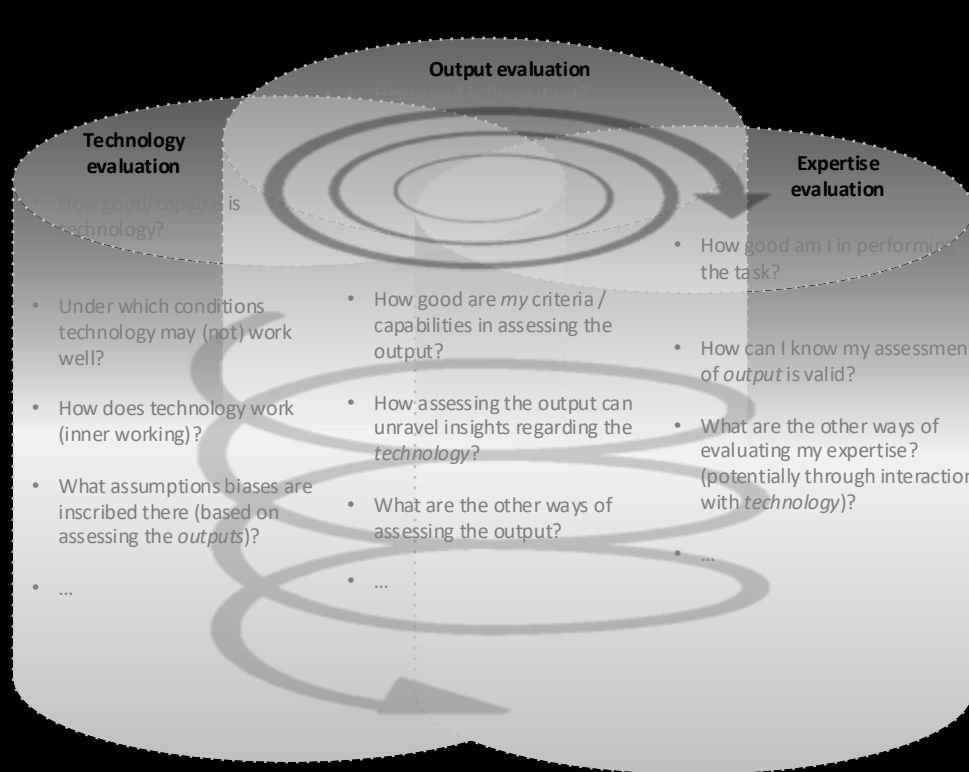 Output evaluation
• How good is the output?
Technology
evaluation
• How good/capable is
technology?
• Under which conditions
technology may (not) work
well?
• How does technology work
(inner working)?
• What assumptions biases are
inscribed there (based on
assessing the outputs)?
• ...
• How good are my criteria /
capabilities in assessing the
output?
• How assessing the output can
unravel insights regarding the
technology?
• What are the other ways of
assessing the output?
• ...
Expertise
evaluation
• How good am I in performing
the task?
• How can I know my assessmen
of output is valid?
• What are the other ways of
evaluating my expertise?
(potentially through interaction
with technology)?
• ...